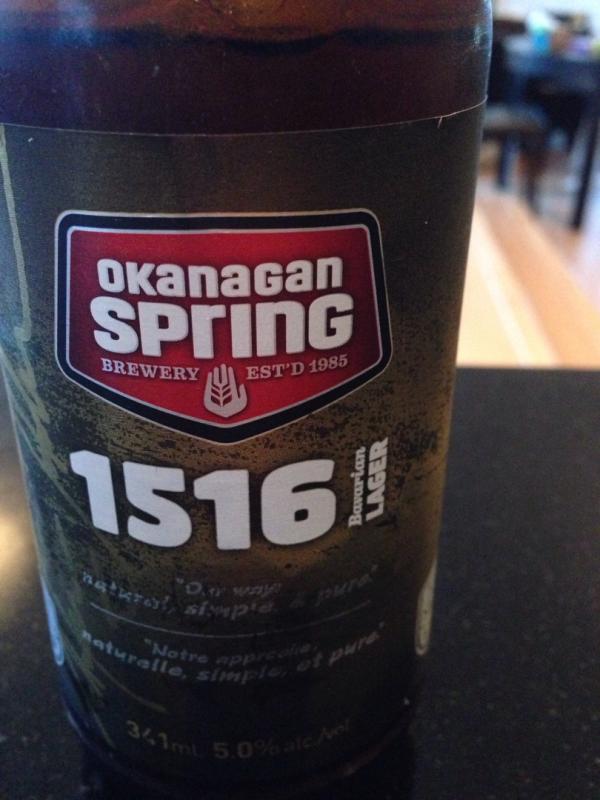 OKANAGAN
SPRING
BREWERY EST'D 1985
1516
Bavarian
LAGER
"Our way:
natural, simple, & pure."
"Notre approche,
naturelle, simple, et pure."
341mL 5.0% alc./vol